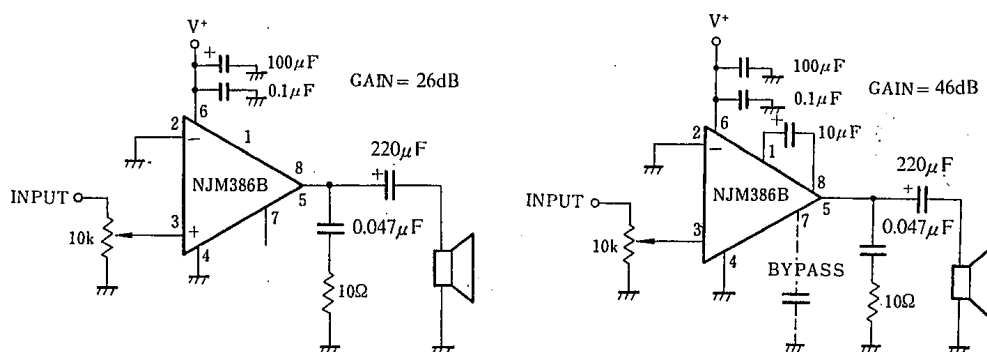 V+
+
100μF
0.1μF
GAIN= 26dB
6
2
−
1
8
NJM386B
5
7
220μF
+
0.047μF
INPUT
10k
3
+
4
10Ω
V+
100μF
0.1μF
GAIN=46dB
6
+
10μF
2
−
1
8
NJM386B
5
7
220μF
+
0.047μF
INPUT
10k
3
+
4
BYPASS
10Ω